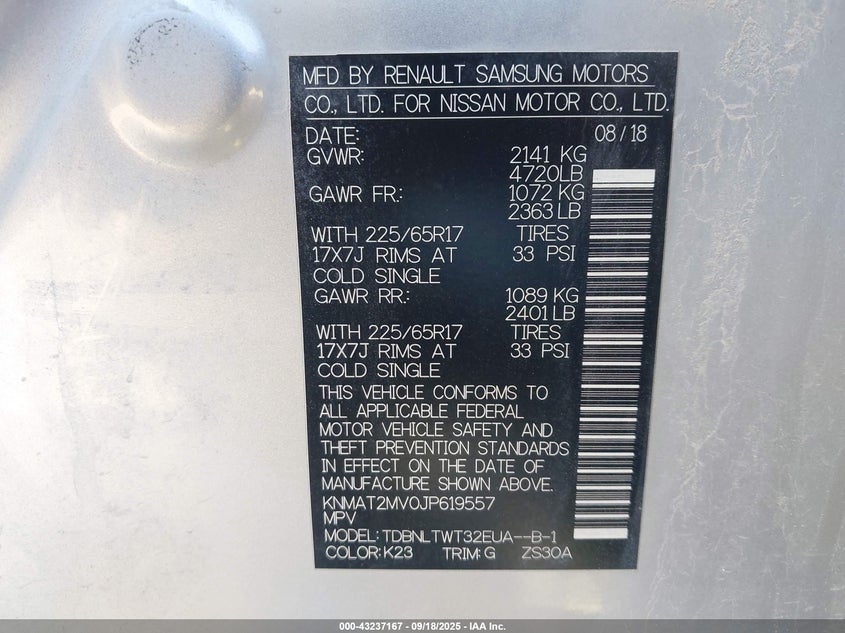 MFD BY RENAULT SAMSUNG MOTORS
CO., LTD. FOR NISSAN MOTOR CO., LTD.
DATE: 08/18
GVWR: 2141 KG
4720LB
GAWR FR.: 1072 KG
2363 LB
WITH 225/65R17 TIRES
17X7J RIMS AT 33 PSI
COLD SINGLE
GAWR RR.: 1089 KG
2401 LB
WITH 225/65R17 TIRES
17X7J RIMS AT 33 PSI
COLD SINGLE
THIS VEHICLE CONFORMS TO
ALL APPLICABLE FEDERAL
MOTOR VEHICLE SAFETY AND
THEFT PREVENTION STANDARDS
IN EFFECT ON THE DATE OF
MANUFACTURE SHOWN ABOVE.
KNMAT2MV0JP619557
MPV
MODEL: TDBNLTWT32EUA--B-1
COLOR:K23 TRIM:G ZS30A
000-43237167 - 09/18/2025 - IAA Inc.